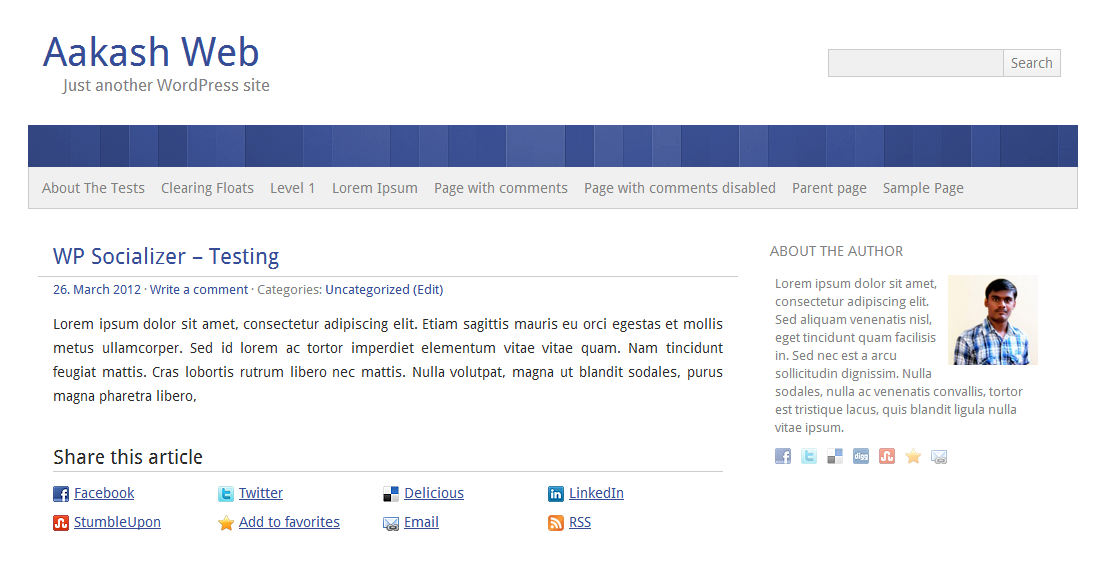 Aakash Web
Just another WordPress site
Search
About The Tests Clearing Floats Level 1 Lorem Ipsum Page with comments Page with comments disabled Parent page Sample Page
WP Socializer – Testing
26. March 2012 · Write a comment · Categories: Uncategorized (Edit)
Lorem ipsum dolor sit amet, consectetur adipiscing elit. Etiam sagittis mauris eu orci egestas et mollis
metus ullamcorper. Sed id lorem ac tortor imperdiet elementum vitae vitae quam. Nam tincidunt
feugiat mattis. Cras lobortis rutrum libero nec mattis. Nulla volutpat, magna ut blandit sodales, purus
magna pharetra libero,
Share this article
Facebook Twitter Delicious LinkedIn
StumbleUpon Add to favorites Email RSS
ABOUT THE AUTHOR
Lorem ipsum dolor sit amet,
consectetur adipiscing elit.
Sed aliquam venenatis nisl,
eget tincidunt quam facilisis
in. Sed nec est a arcu
sollicitudin dignissim. Nulla
sodales, nulla ac venenatis convallis, tortor
est tristique lacus, quis blandit ligula nulla
vitae ipsum.
digg